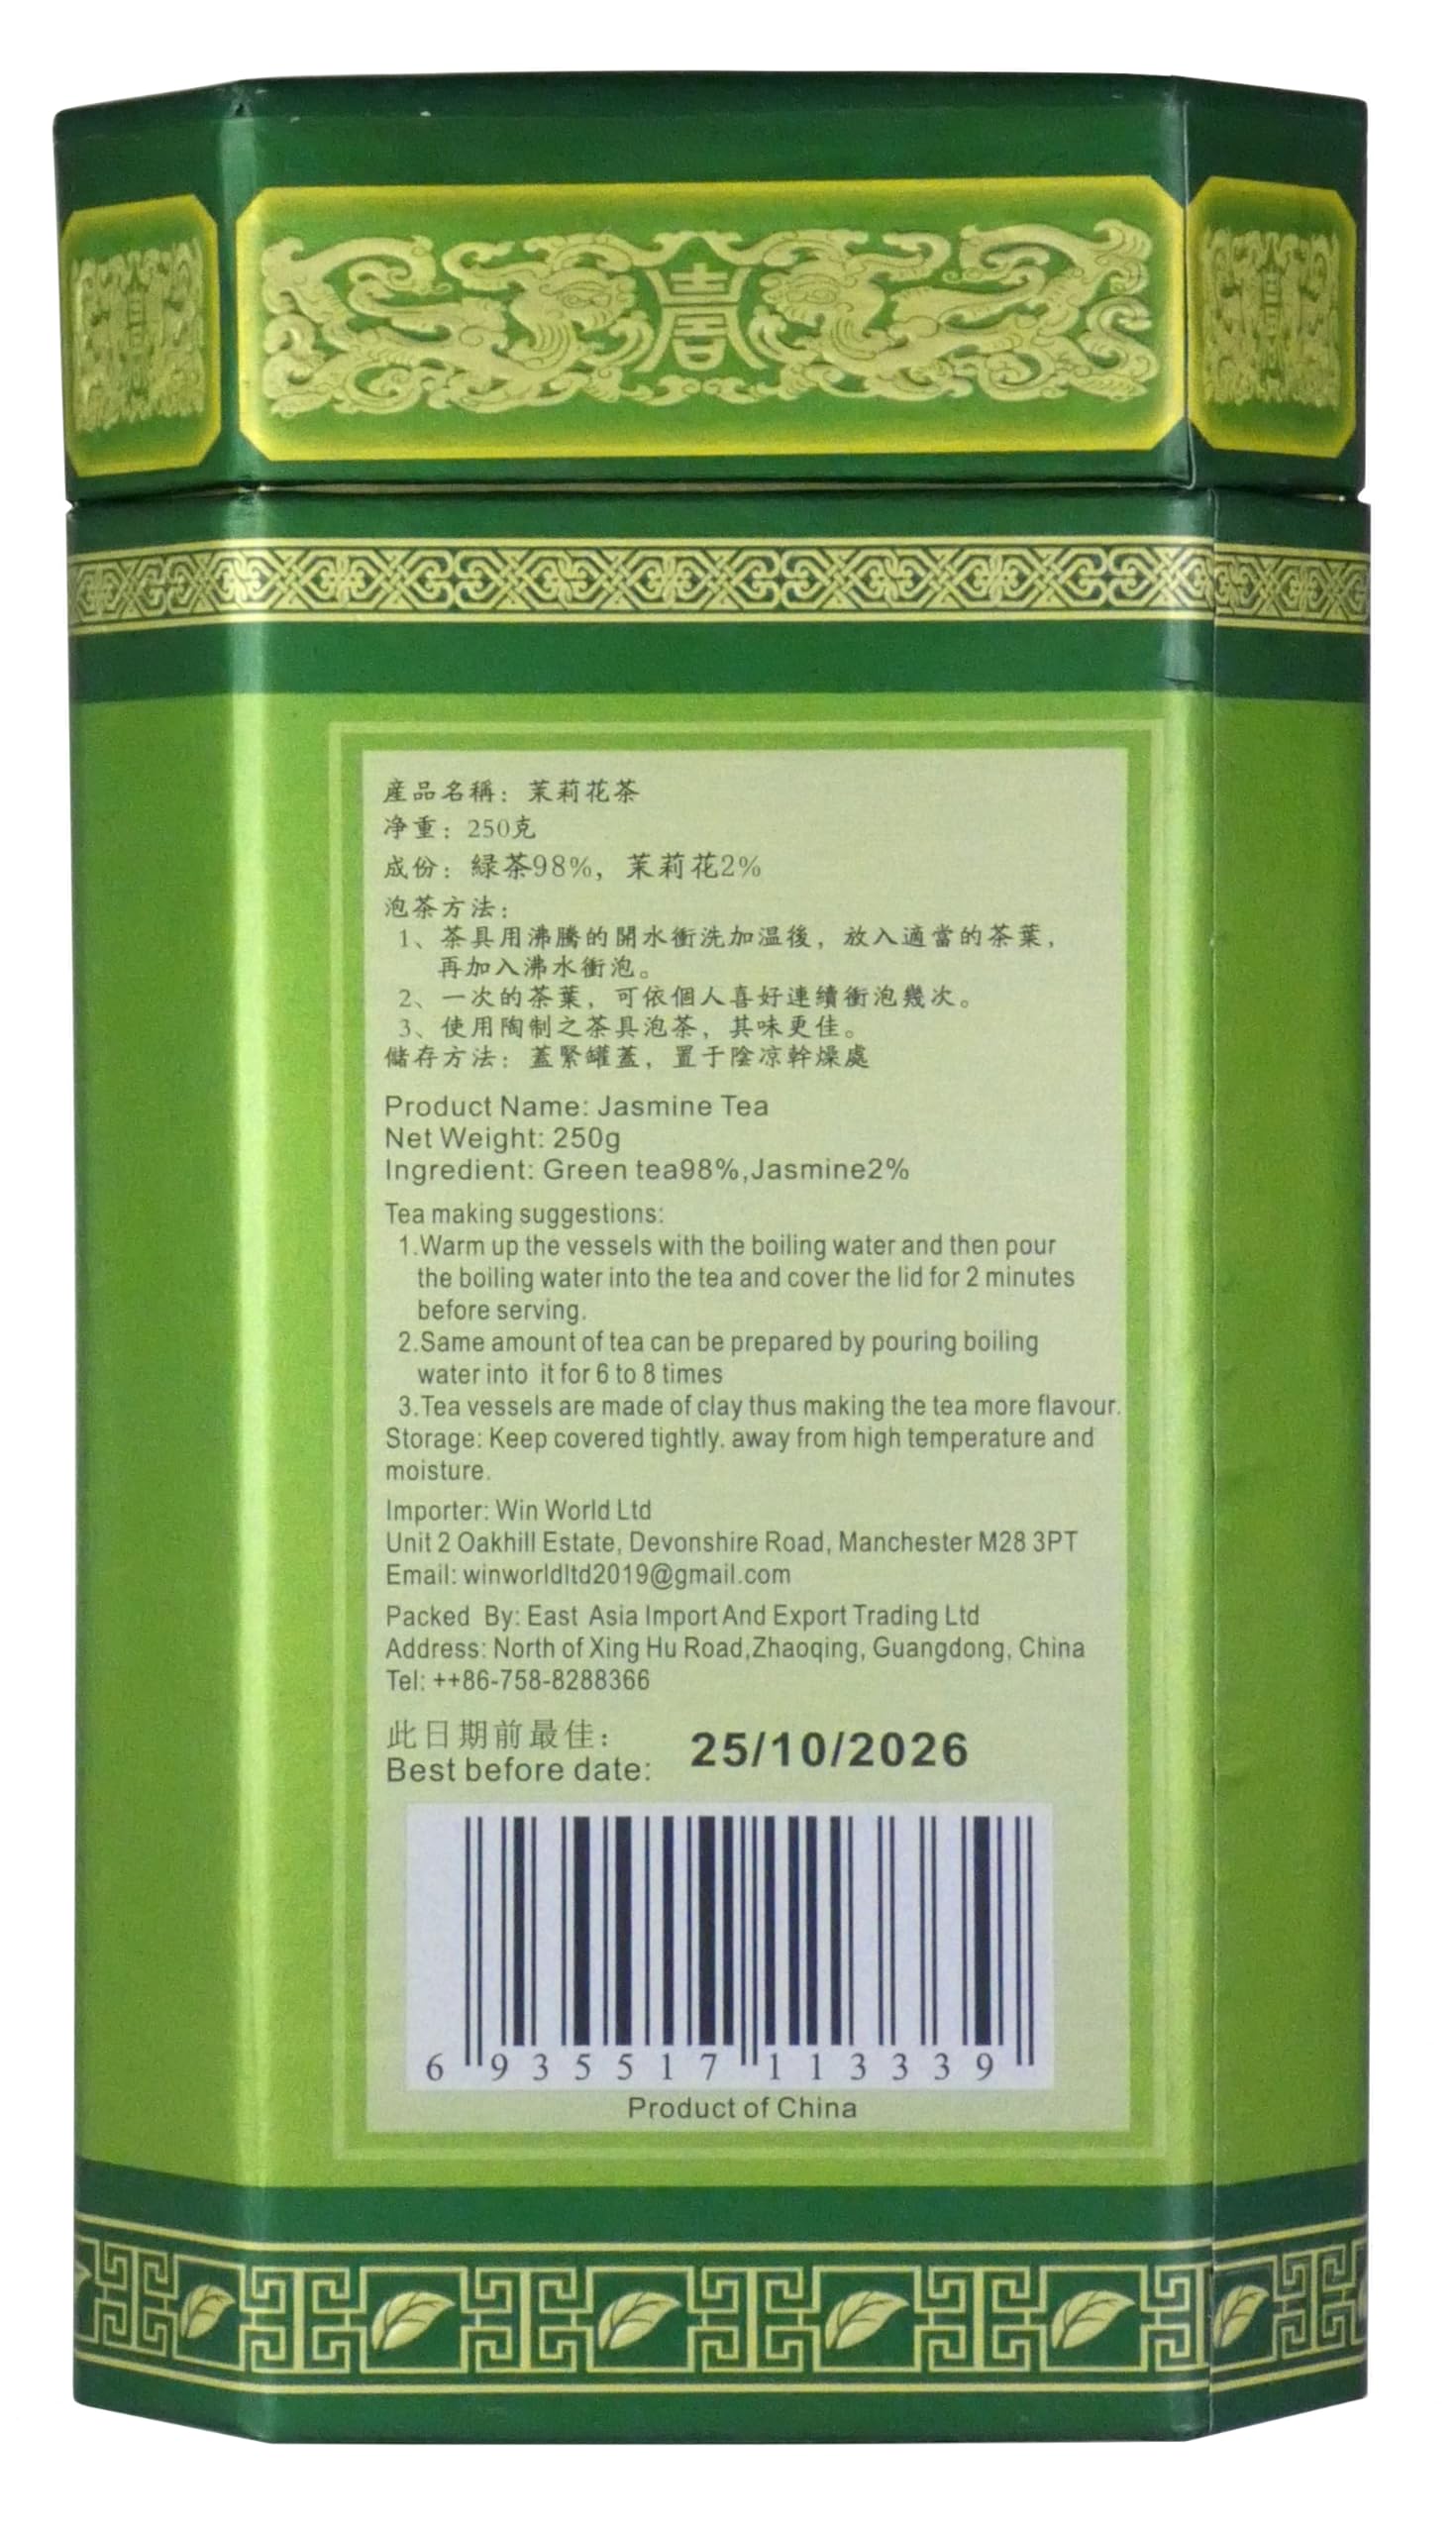 産品名稱：茉莉花茶
净重：250克
成份：緑茶98%，茉莉花2%
泡茶方法：
1、茶具用沸騰的開水衝洗加温後，放入適當的茶葉，
再加入沸水衝泡。
2、一次的茶葉，可依個人喜好連續衝泡幾次。
3、使用陶制之茶具泡茶，其味更佳。
儲存方法：蓋緊罐蓋，置于陰凉幹燥處
Product Name: Jasmine Tea
Net Weight: 250g
Ingredient: Green tea98%,Jasmine2%
Tea making suggestions:
1.Warm up the vessels with the boiling water and then pour
the boiling water into the tea and cover the lid for 2 minutes
before serving.
2.Same amount of tea can be prepared by pouring boiling
water into it for 6 to 8 times
3.Tea vessels are made of clay thus making the tea more flavour.
Storage: Keep covered tightly. away from high temperature and
moisture.
Importer: Win World Ltd
Unit 2 Oakhill Estate, Devonshire Road, Manchester M28 3PT
Email: winworldltd2019@gmail.com
Packed By: East Asia Import And Export Trading Ltd
Address: North of Xing Hu Road,Zhaoqing, Guangdong, China
Tel: ++86-758-8288366
此日期前最佳：
Best before date: 25/10/2026
6 935517 113339
Product of China